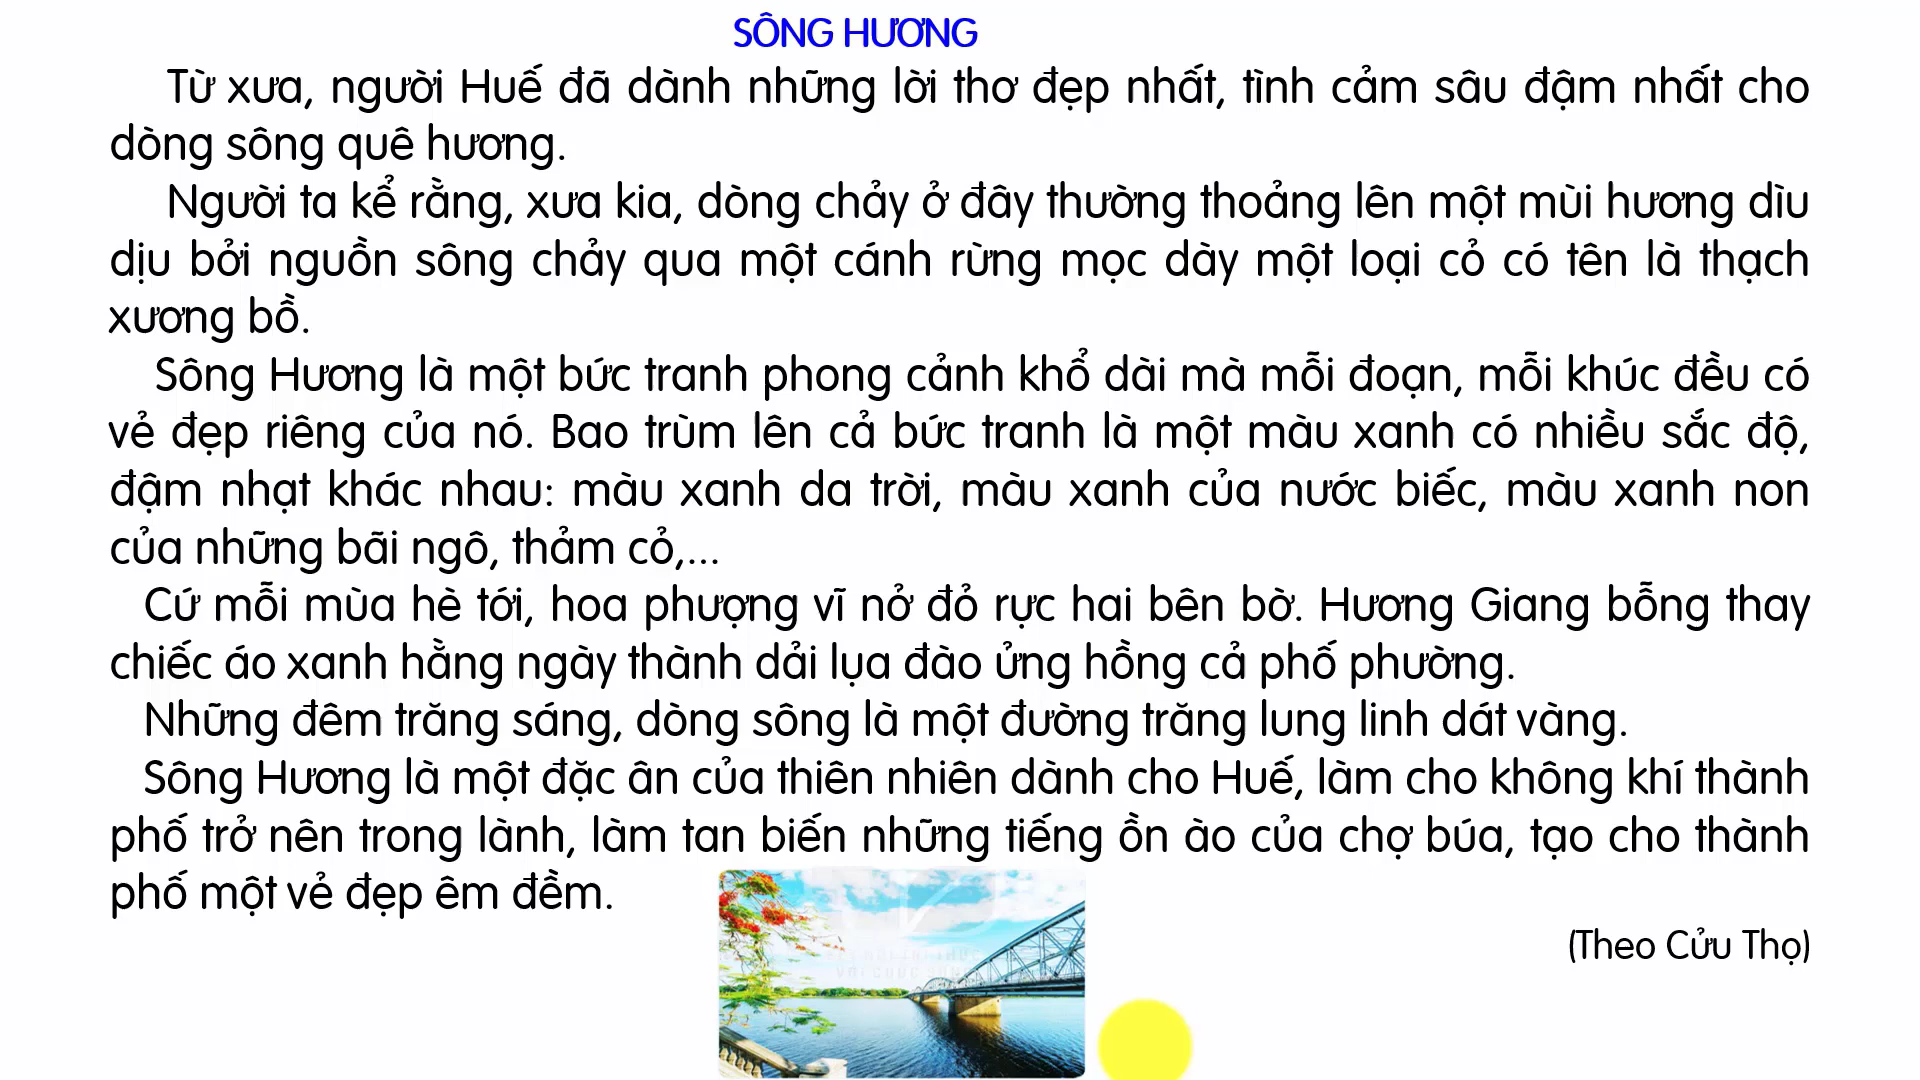 SÔNG HƯƠNG
Từ xưa, người Huế đã dành những lời thơ đẹp nhất, tình cảm sâu đậm nhất cho
dòng sông quê hương.
Người ta kể rằng, xưa kia, dòng chảy ở đây thường thoảng lên một mùi hương dìu
dịu bởi nguồn sông chảy qua một cánh rừng mọc dày một loại cỏ có tên là thạch
xương bồ.
Sông Hương là một bức tranh phong cảnh khổ dài mà mỗi đoạn, mỗi khúc đều có
vẻ đẹp riêng của nó. Bao trùm lên cả bức tranh là một màu xanh có nhiều sắc độ,
đậm nhạt khác nhau: màu xanh da trời, màu xanh của nước biếc, màu xanh non
của những bãi ngô, thảm cỏ,...
Cứ mỗi mùa hè tới, hoa phượng vĩ nở đỏ rực hai bên bờ. Hương Giang bỗng thay
chiếc áo xanh hằng ngày thành dải lụa đào ửng hồng cả phố phường.
Những đêm trăng sáng, dòng sông là một đường trăng lung linh dát vàng.
Sông Hương là một đặc ân của thiên nhiên dành cho Huế, làm cho không khí thành
phố trở nên trong lành, làm tan biến những tiếng ồn ào của chợ búa, tạo cho thành
phố một vẻ đẹp êm đềm.
(Theo Cửu Thọ)